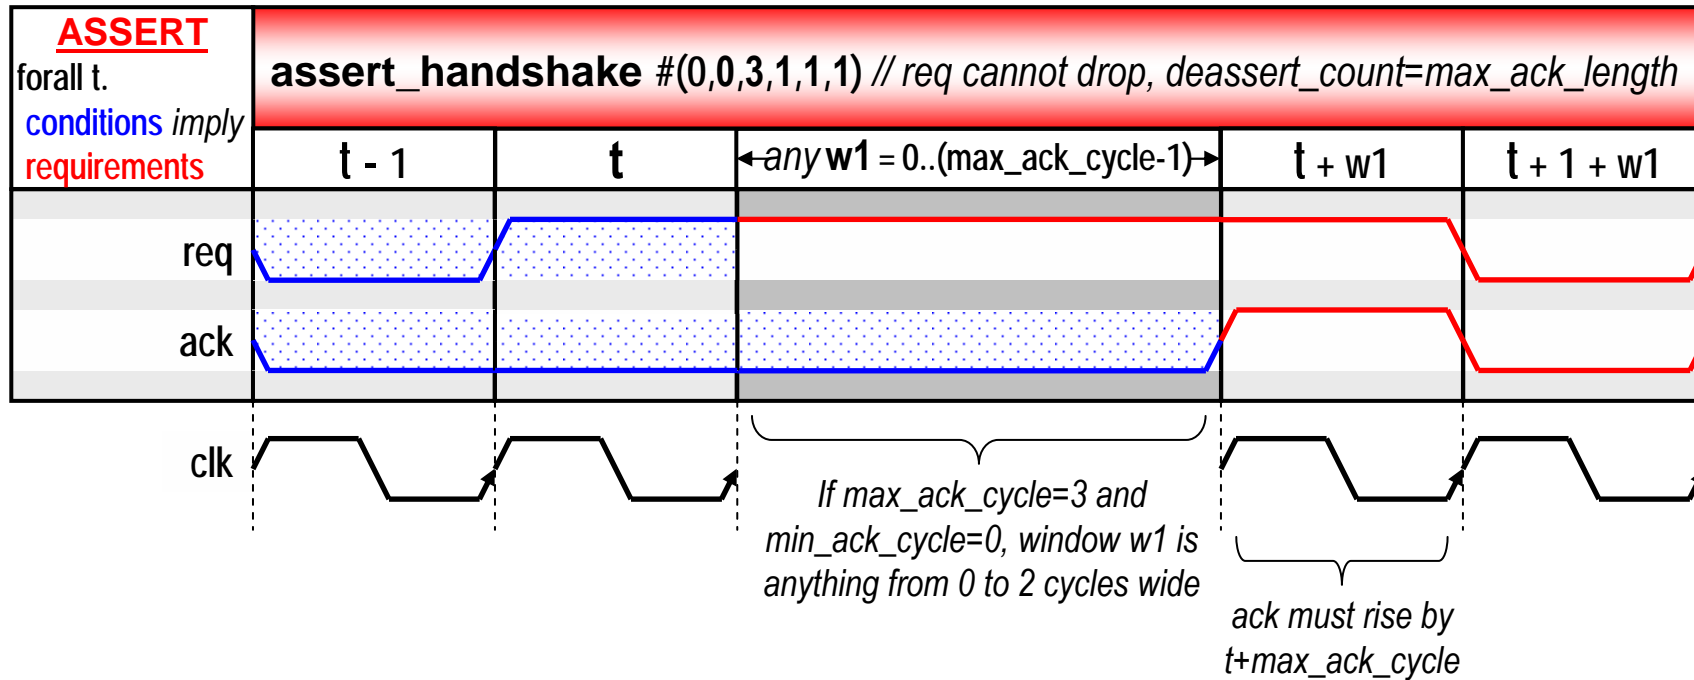 ASSERT
forall t.
conditions imply
requirements
assert_handshake #(0,0,3,1,1,1) // req cannot drop, deassert_count=max_ack_length
t - 1
t
any w1 = 0..(max_ack_cycle-1)
t + w1
t + 1 + w1
req
ack
clk
If max_ack_cycle=3 and
min_ack_cycle=0, window w1 is
anything from 0 to 2 cycles wide
ack must rise by
t+max_ack_cycle